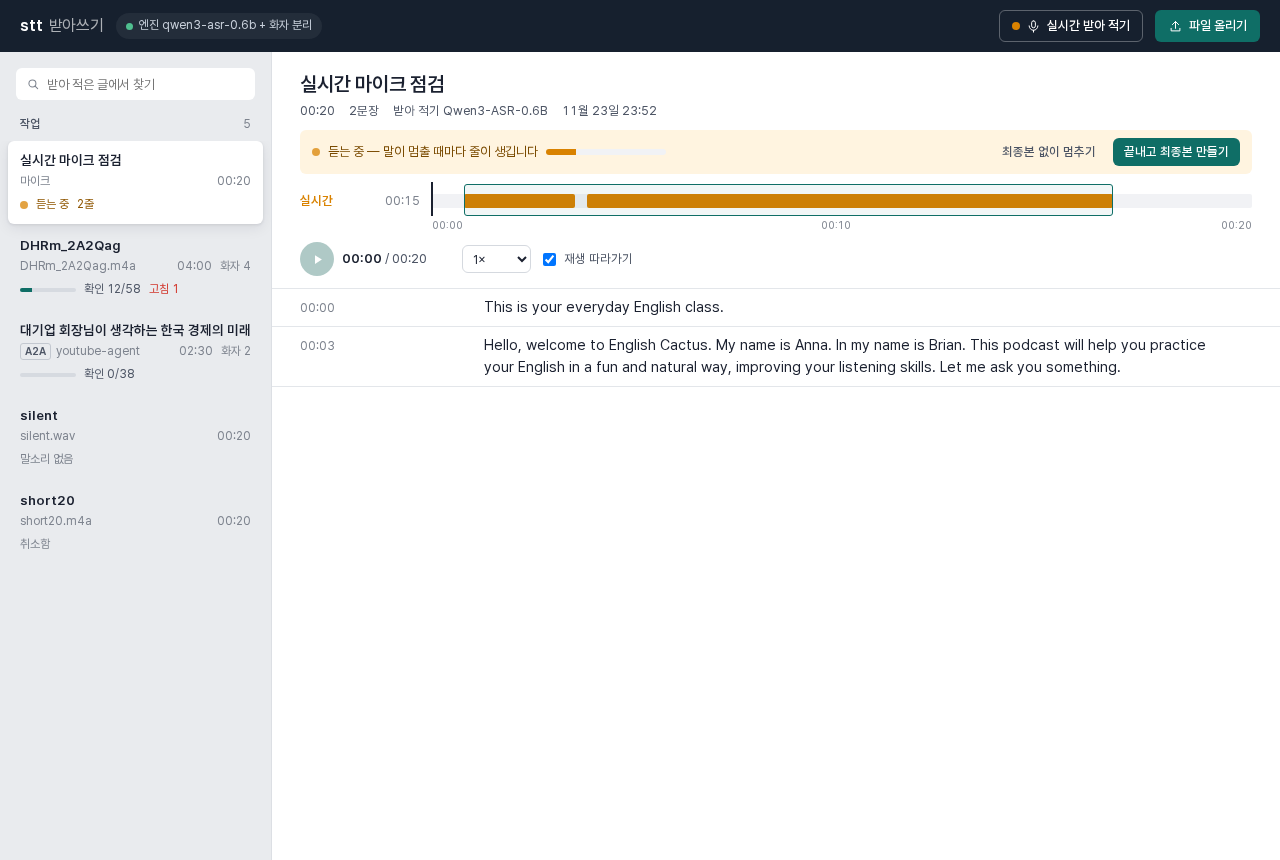 stt 받아쓰기 엔진 qwen3-asr-0.6b + 화자 분리 실시간 받아 적기 파일 올리기
받아 적은 글에서 찾기
작업 5
실시간 마이크 점검
마이크 00:20
듣는 중 2줄
DHRm_2A2Qag
DHRm_2A2Qag.m4a 04:00 화자 4
확인 12/58 고침 1
대기업 회장님이 생각하는 한국 경제의 미래
A2A youtube-agent 02:30 화자 2
확인 0/38
silent
silent.wav 00:20
말소리 없음
short20
short20.m4a 00:20
취소함
실시간 마이크 점검
00:20 2문장 받아 적기 Qwen3-ASR-0.6B 11월 23일 23:52
듣는 중 — 말이 멈출 때마다 줄이 생깁니다 최종본 없이 멈추기 끝내고 최종본 만들기
실시간 00:15
00:00 00:10 00:20
00:00 / 00:20 1× 재생 따라가기
00:00 This is your everyday English class.
00:03 Hello, welcome to English Cactus. My name is Anna. In my name is Brian. This podcast will help you practice
your English in a fun and natural way, improving your listening skills. Let me ask you something.